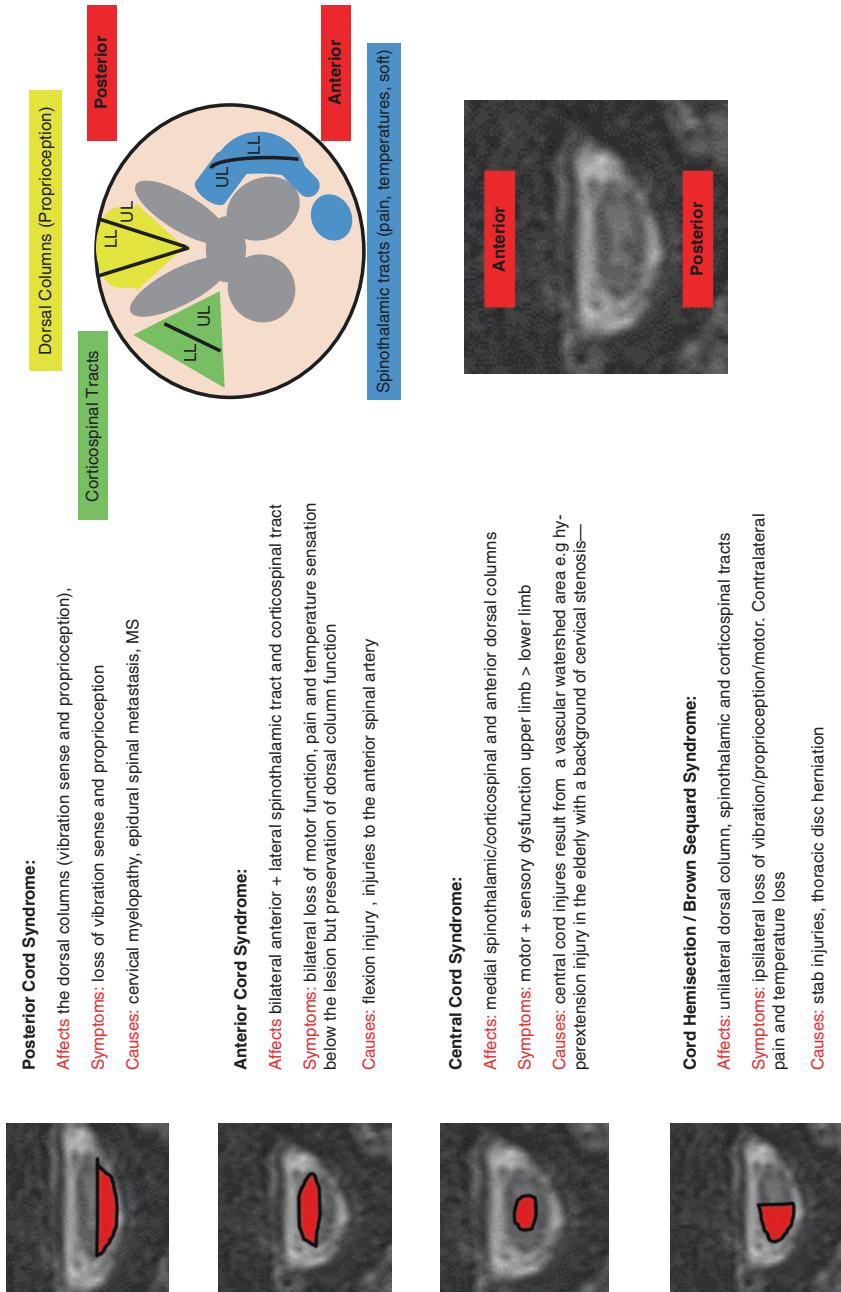 Posterior Cord Syndrome:
Affects the dorsal columns (vibration sense and proprioception),
Symptoms: loss of vibration sense and proprioception
Causes: cervical myelopathy, epidural spinal metastasis, MS
Anterior Cord Syndrome:
Affects bilateral anterior + lateral spinothalamic tract and corticospinal tract
Symptoms: bilateral loss of motor function, pain and temperature sensation
below the lesion but preservation of dorsal column function
Causes: flexion injury , injuries to the anterior spinal artery
Central Cord Syndrome:
Affects: medial spinothalamic/corticospinal and anterior dorsal columns
Symptoms: motor + sensory dysfunction upper limb > lower limb
Causes: central cord injures result from a vascular watershed area e.g hy-
perextension injury in the elderly with a background of cervical stenosis—
Cord Hemisection / Brown Sequard Syndrome:
Affects: unilateral dorsal column, spinothalamic and corticospinal tracts
Symptoms: ipsilateral loss of vibration/proprioception/motor. Contralateral
pain and temperature loss
Causes: stab injuries, thoracic disc herniation
Dorsal Columns (Proprioception)
Corticospinal Tracts
Posterior
LL
UL
LL
UL
UL
LL
Anterior
Spinothalamic tracts (pain, temperatures, soft)
Anterior
Posterior